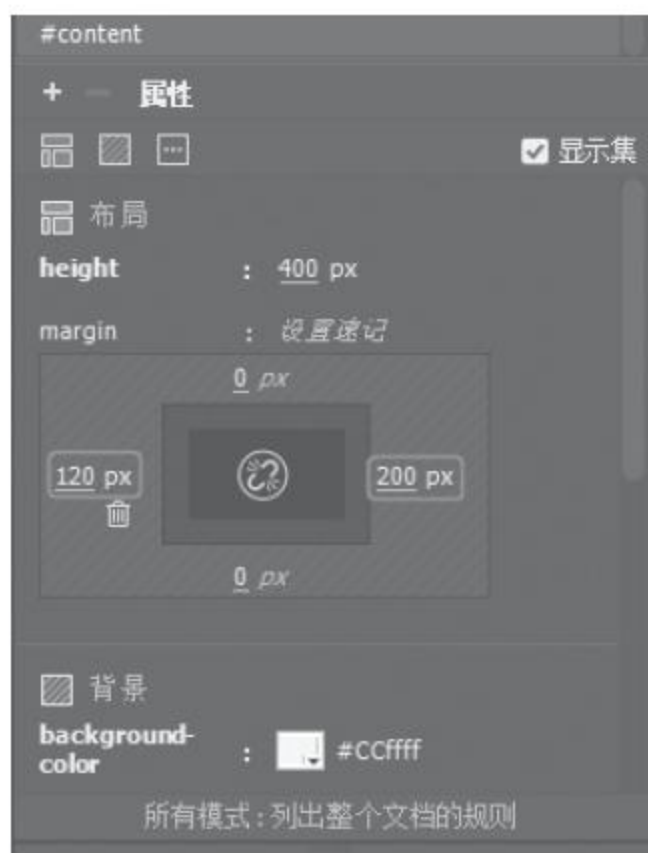 #content
+ － 属性
显示集
布局
height : 400 px
margin : 设置速记
0 px
120 px 200 px
0 px
背景
background-
color : #CCffff
所有模式:列出整个文档的规则